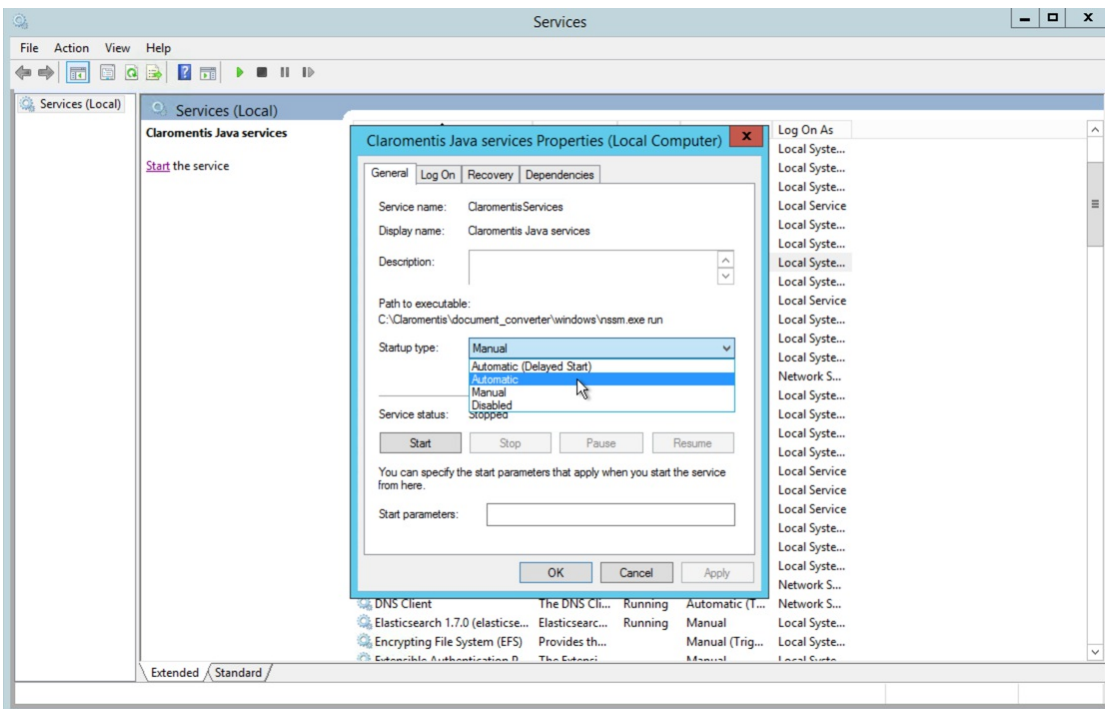 Services
File Action View Help
Services (Local)
Services (Local)
Claromentis Java services
Start the service
Log On As
Local Syste...
Local Syste...
Local Syste...
Local Service
Local Syste...
Local Syste...
Local Syste...
Local Syste...
Local Service
Local Syste...
Local Syste...
Local Syste...
Network S...
Local Syste...
Local Syste...
Local Syste...
Local Syste...
Local Service
Local Service
Local Service
Local Syste...
Local Syste...
Local Syste...
Network S...
Claromentis Java services Properties (Local Computer)
General Log On Recovery Dependencies
Service name: ClaromentisServices
Display name: Claromentis Java services
Description:
Path to executable:
C:\Claromentis\document_converter\windows\nssm.exe run
Startup type: Manual
Automatic (Delayed Start)
Automatic
Manual
Disabled
Service status: Stopped
Start Stop Pause Resume
You can specify the start parameters that apply when you start the service
from here.
Start parameters:
OK Cancel Apply
DNS Client The DNS Cli... Running Automatic (T... Network S...
Elasticsearch 1.7.0 (elasticse... Elasticsearc... Running Manual Local Syste...
Encrypting File System (EFS) Provides th... Manual (Trig... Local Syste...
Extensible Authentication P... The Extensi... Manual Local Syste...
Extended Standard